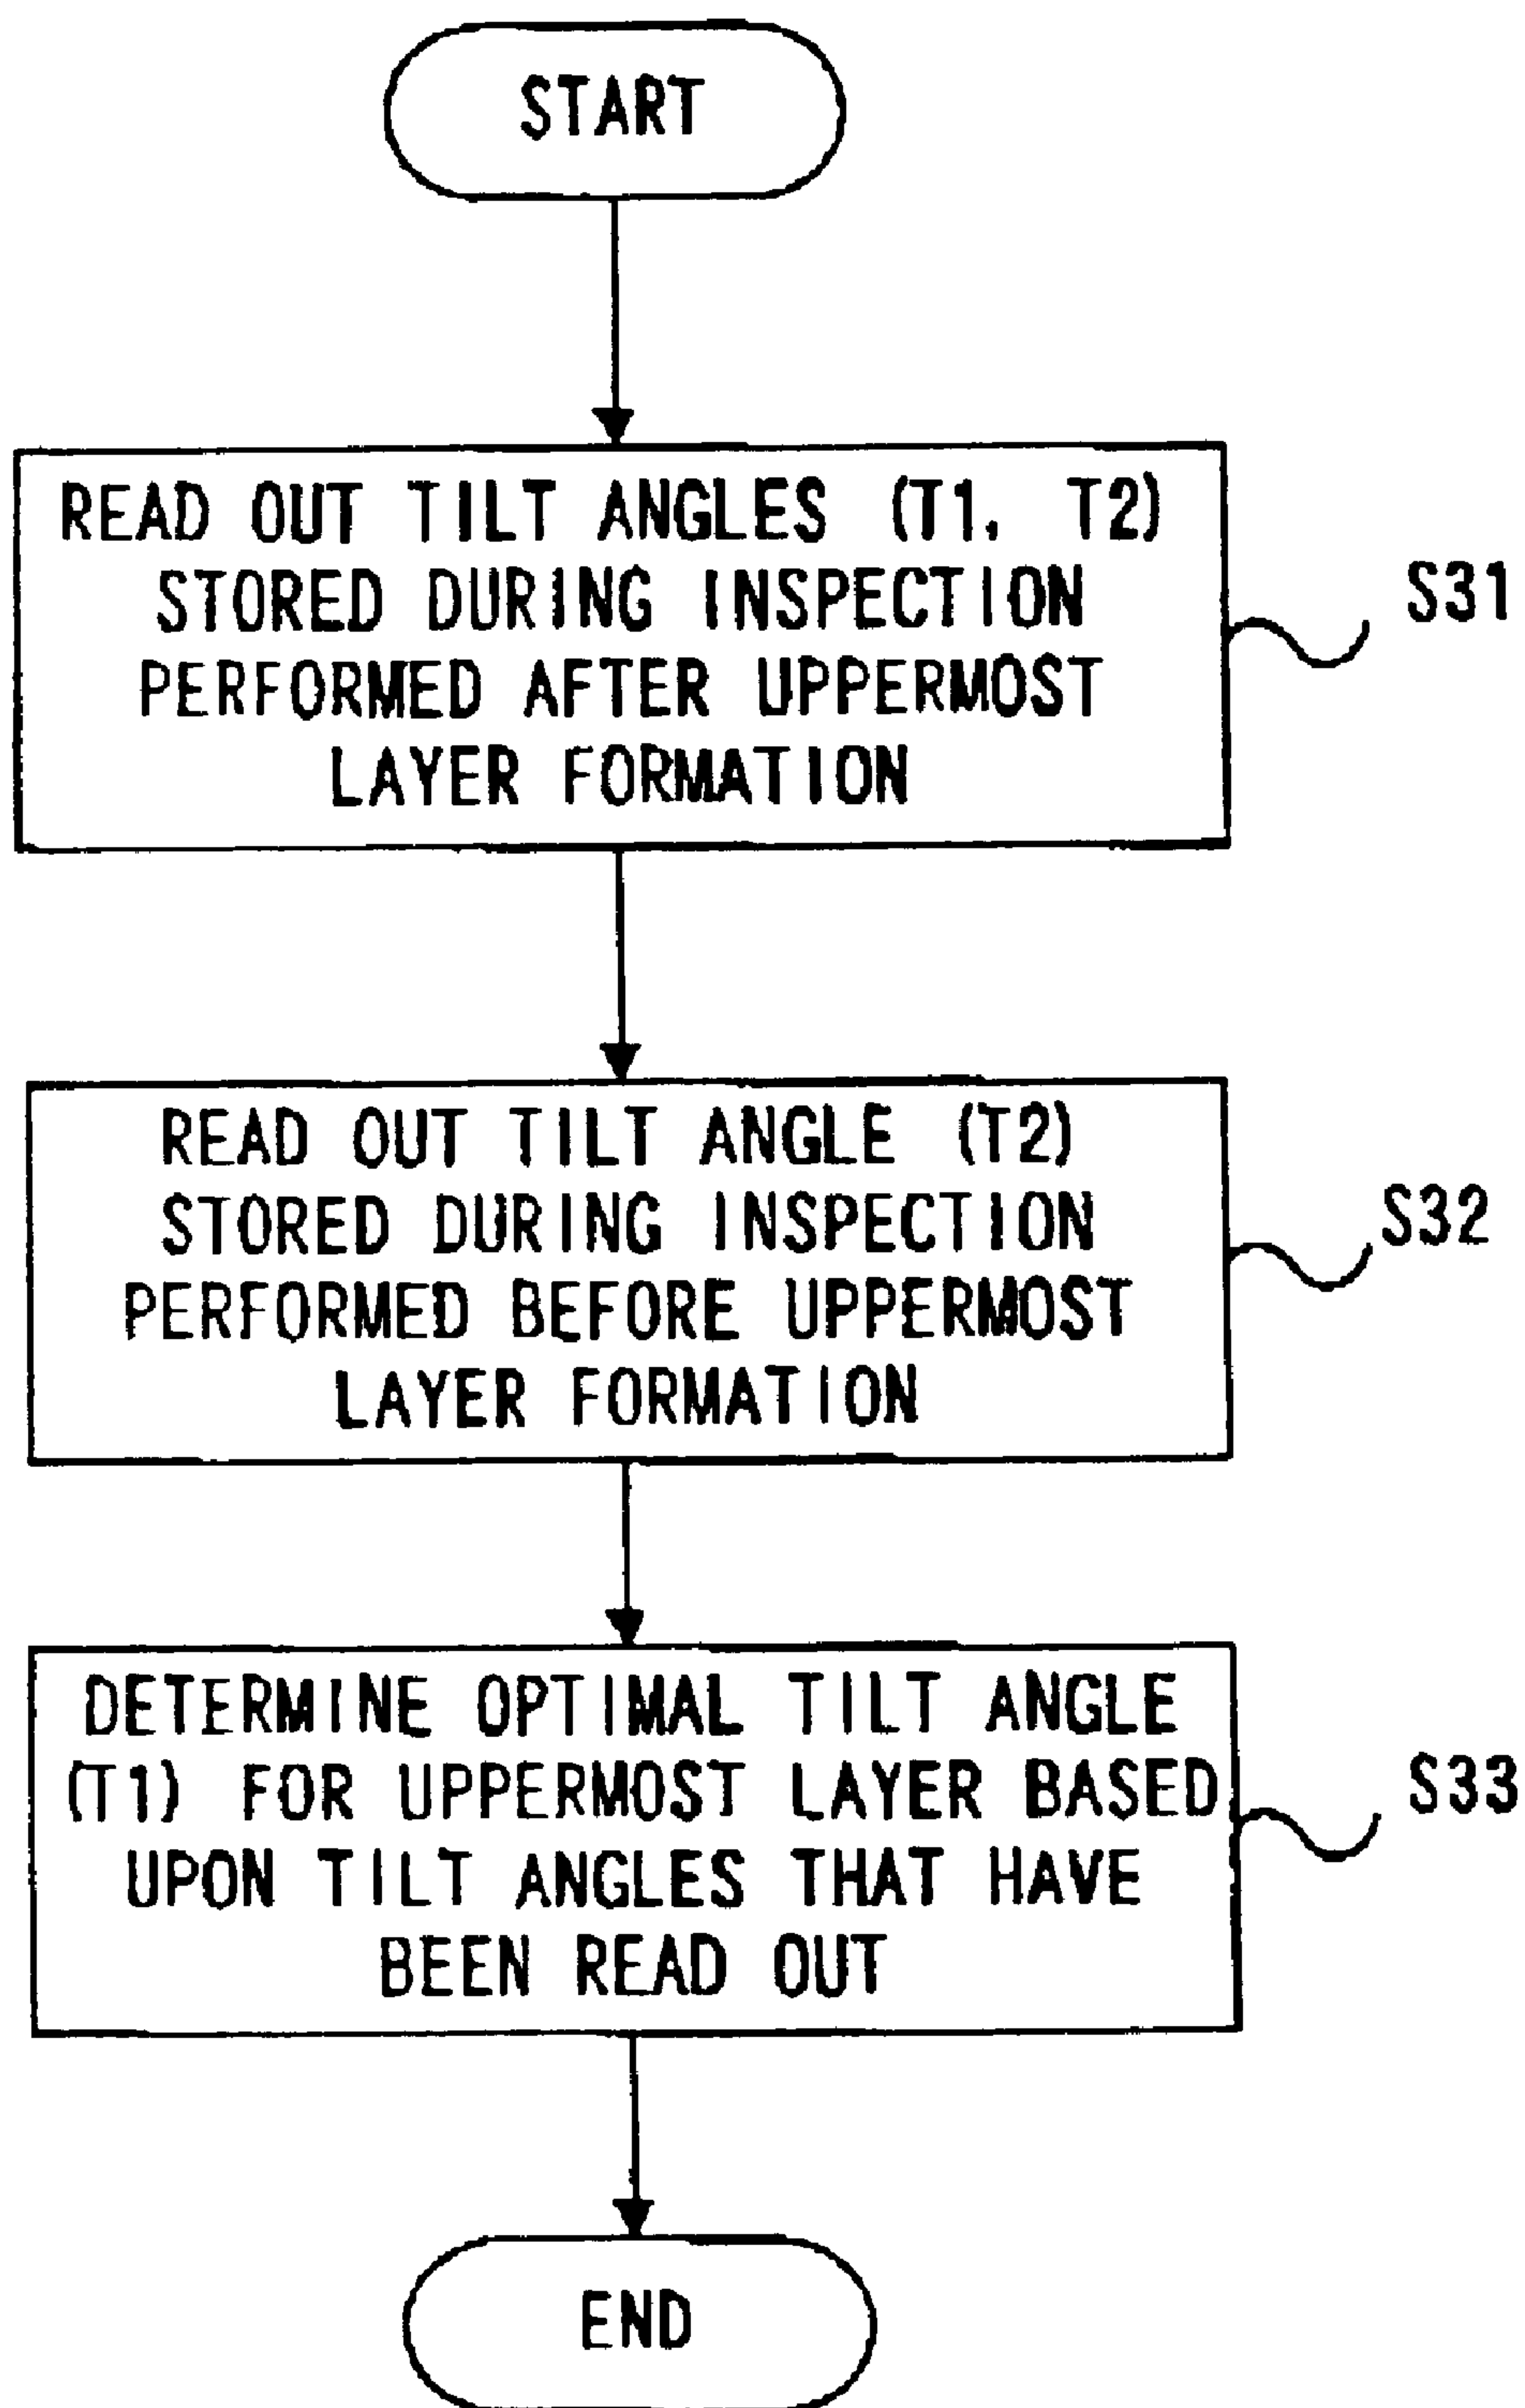 START
READ OUT TILT ANGLES (T1, T2)
STORED DURING INSPECTION
PERFORMED AFTER UPPERMOST
LAYER FORMATION
S31
READ OUT TILT ANGLE (T2)
STORED DURING INSPECTION
PERFORMED BEFORE UPPERMOST
LAYER FORMATION
S32
DETERMINE OPTIMAL TILT ANGLE
(T1) FOR UPPERMOST LAYER BASED
UPON TILT ANGLES THAT HAVE
BEEN READ OUT
S33
END